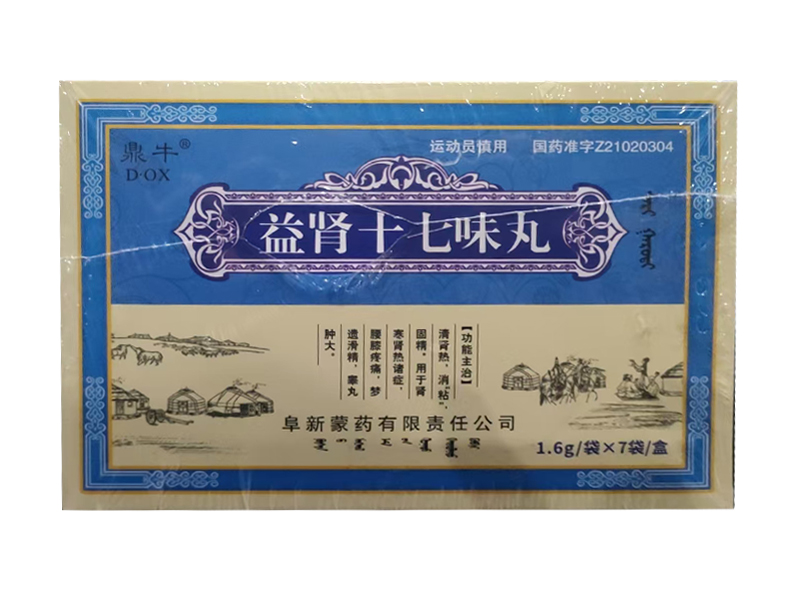 鼎牛®
D·OX
运动员慎用 国药准字Z21020304
益肾十七味丸
【功能主治】
清肾热,消“粘”,
固精。用于肾
寒肾热诸症,
腰膝疼痛,梦
遗滑精,睾丸
肿大。
阜新蒙药有限责任公司
1.6g/袋×7袋/盒